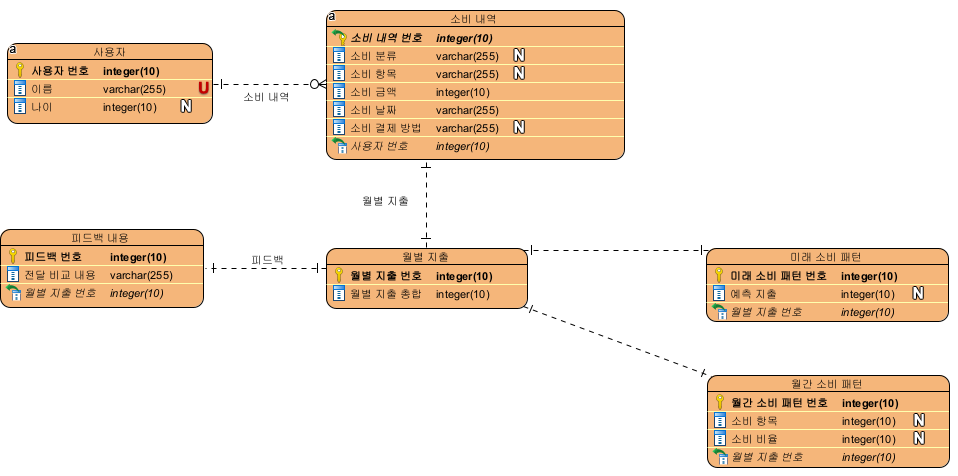 a
사용자
사용자 번호 integer(10)
이름 varchar(255) U
나이 integer(10) N
소비 내역
a
소비 내역
소비 내역 번호 integer(10)
소비 분류 varchar(255) N
소비 항목 varchar(255) N
소비 금액 integer(10)
소비 날짜 varchar(255)
소비 결제 방법 varchar(255) N
사용자 번호 integer(10)
월별 지출
피드백 내용
피드백 번호 integer(10)
전달 비교 내용 varchar(255)
월별 지출 번호 integer(10)
피드백
월별 지출
월별 지출 번호 integer(10)
월별 지출 총합 integer(10)
미래 소비 패턴
미래 소비 패턴 번호 integer(10)
예측 지출 integer(10) N
월별 지출 번호 integer(10)
월간 소비 패턴
월간 소비 패턴 번호 integer(10)
소비 항목 integer(10) N
소비 비율 integer(10) N
월별 지출 번호 integer(10)